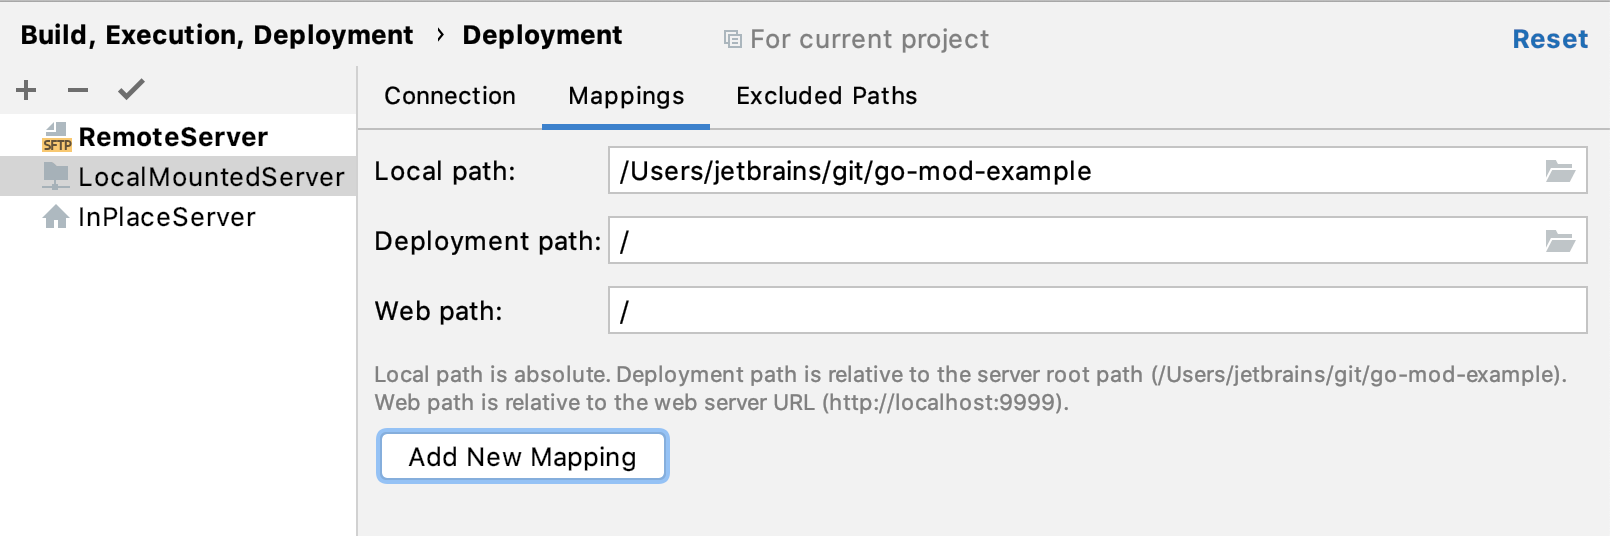 Build, Execution, Deployment › Deployment
For current project
Reset
Connection
Mappings
Excluded Paths
SFTP
RemoteServer
LocalMountedServer
InPlaceServer
Local path:
/Users/jetbrains/git/go-mod-example
Deployment path:
/
Web path:
/
Local path is absolute. Deployment path is relative to the server root path (/Users/jetbrains/git/go-mod-example).
Web path is relative to the web server URL (http://localhost:9999).
Add New Mapping